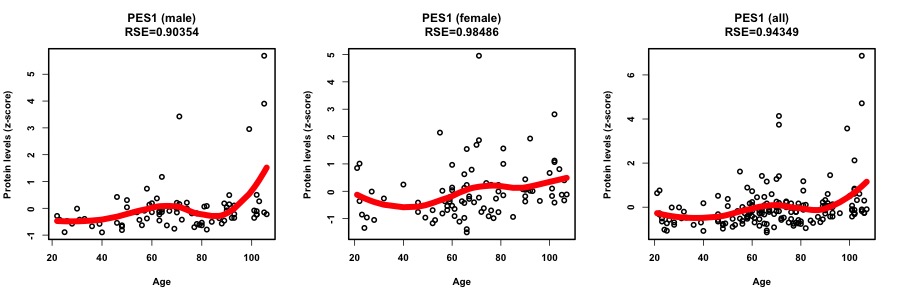 PES1 (male)
RSE=0.90354
Protein levels (z-score)
5
4
3
2
1
0
-1
20 40 60 80 100
Age
PES1 (female)
RSE=0.98486
Protein levels (z-score)
5
4
3
2
1
0
-1
20 40 60 80 100
Age
PES1 (all)
RSE=0.94349
Protein levels (z-score)
6
4
2
0
20 40 60 80 100
Age